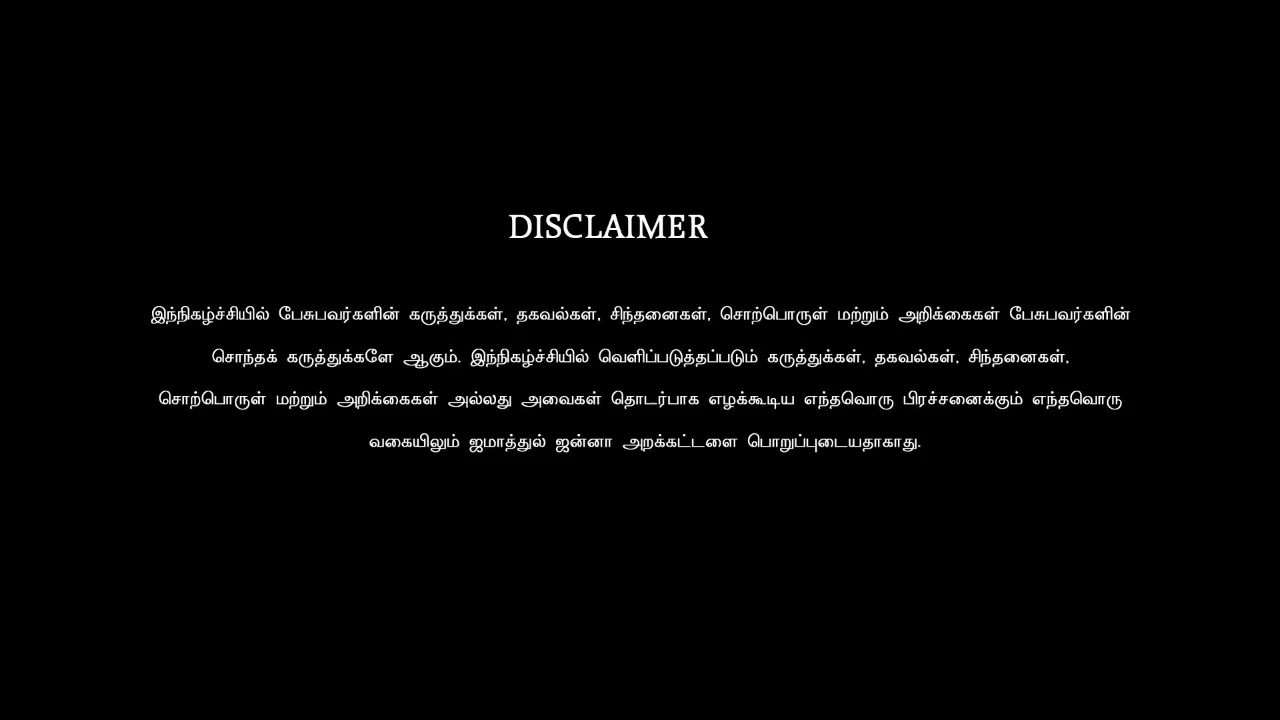 DISCLAIMER
இந்நிகழ்ச்சியில் பேசுபவர்களின் கருத்துக்கள், தகவல்கள், சிந்தனைகள், சொற்பொருள் மற்றும் அறிக்கைகள் பேசுபவர்களின்
சொந்தக் கருத்துக்களே ஆகும். இந்நிகழ்ச்சியில் வெளிப்படுத்தப்படும் கருத்துக்கள், தகவல்கள், சிந்தனைகள்,
சொற்பொருள் மற்றும் அறிக்கைகள் அல்லது அவைகள் தொடர்பாக எழக்கூடிய எந்தவொரு பிரச்சனைக்கும் எந்தவொரு
வகையிலும் ஜமாத்துல் ஜன்னா அறக்கட்டளை பொறுப்புடையதாகாது.